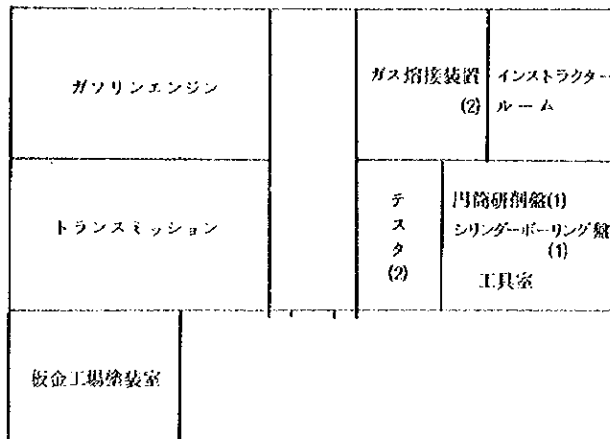 ガソリンエンジン
ガス熔接装置
(2)
インストラクター
ルーム
トランスミッション
テスタ
(2)
円筒研削盤(1)
シリンダーボーリング盤
(1)
工具室
板金工場塗装室